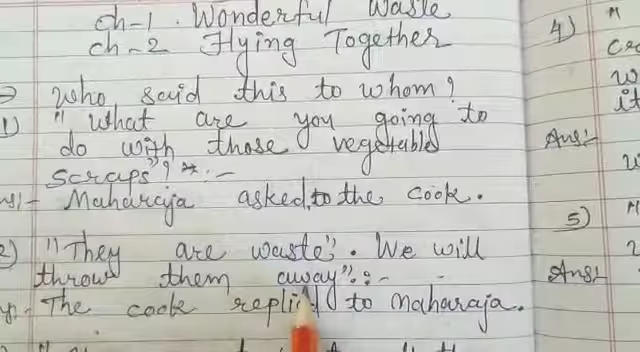 ch-1. Wonderful Waste
ch-2 Flying Together
Who said this to whom?
1) "What are you going to
do with those vegetable
scraps"? :-
ns:- Maharaja asked to the cook.
2) "They are waste". We will
throw them away":-
The cook replied to Maharaja.
4) "
Ans:-
5) "
Ans: